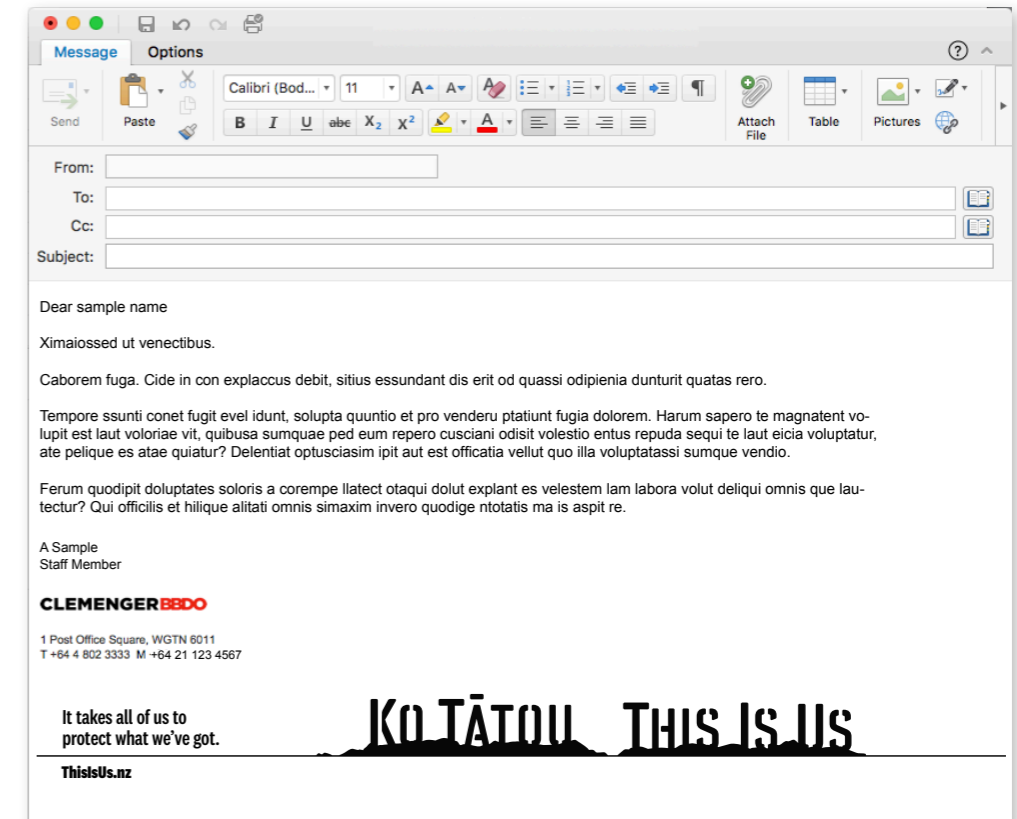 Message Options
Calibri (Bod... 11 A A
Send Paste B I U abc X2 X2 A Attach File Table Pictures
From:
To:
Cc:
Subject:
Dear sample name
Ximaiossed ut venectibus.
Caborem fuga. Cide in con explaccus debit, sitius essundant dis erit od quassi odipienia dunturit quatas rero.
Tempore ssunti conet fugit evel idunt, solupta quuntio et pro venderu ptatiunt fugia dolorem. Harum sapero te magnatent vo-
lupit est laut voloriae vit, quibusa sumquae ped eum repero cusciani odisit volestio entus repuda sequi te laut eicia voluptatur,
ate pelique es atae quiatur? Delentiat optusciasim ipit aut est officatia vellut quo illa voluptatassi sumque vendio.
Ferum quodipit doluptates soloris a corempe llatect otaqui dolut explant es velestem lam labora volut deliqui omnis que lau-
tectur? Qui officilis et hilique alitati omnis simaxim invero quodige ntotatis ma is aspit re.
A Sample
Staff Member
CLEMENGERBBDO
1 Post Office Square, WGTN 6011
T +64 4 802 3333 M +64 21 123 4567
It takes all of us to
protect what we've got.
KO TĀTOU THIS IS US
ThisIsUs.nz